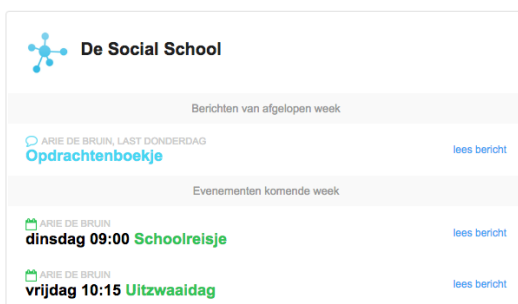 De Social School
Berichten van afgelopen week
ARIE DE BRUIN, LAST DONDERDAG
Opdrachtenboekje
lees bericht
Evenementen komende week
ARIE DE BRUIN
dinsdag 09:00 Schoolreisje
lees bericht
ARIE DE BRUIN
vrijdag 10:15 Uitzwaaidag
lees bericht